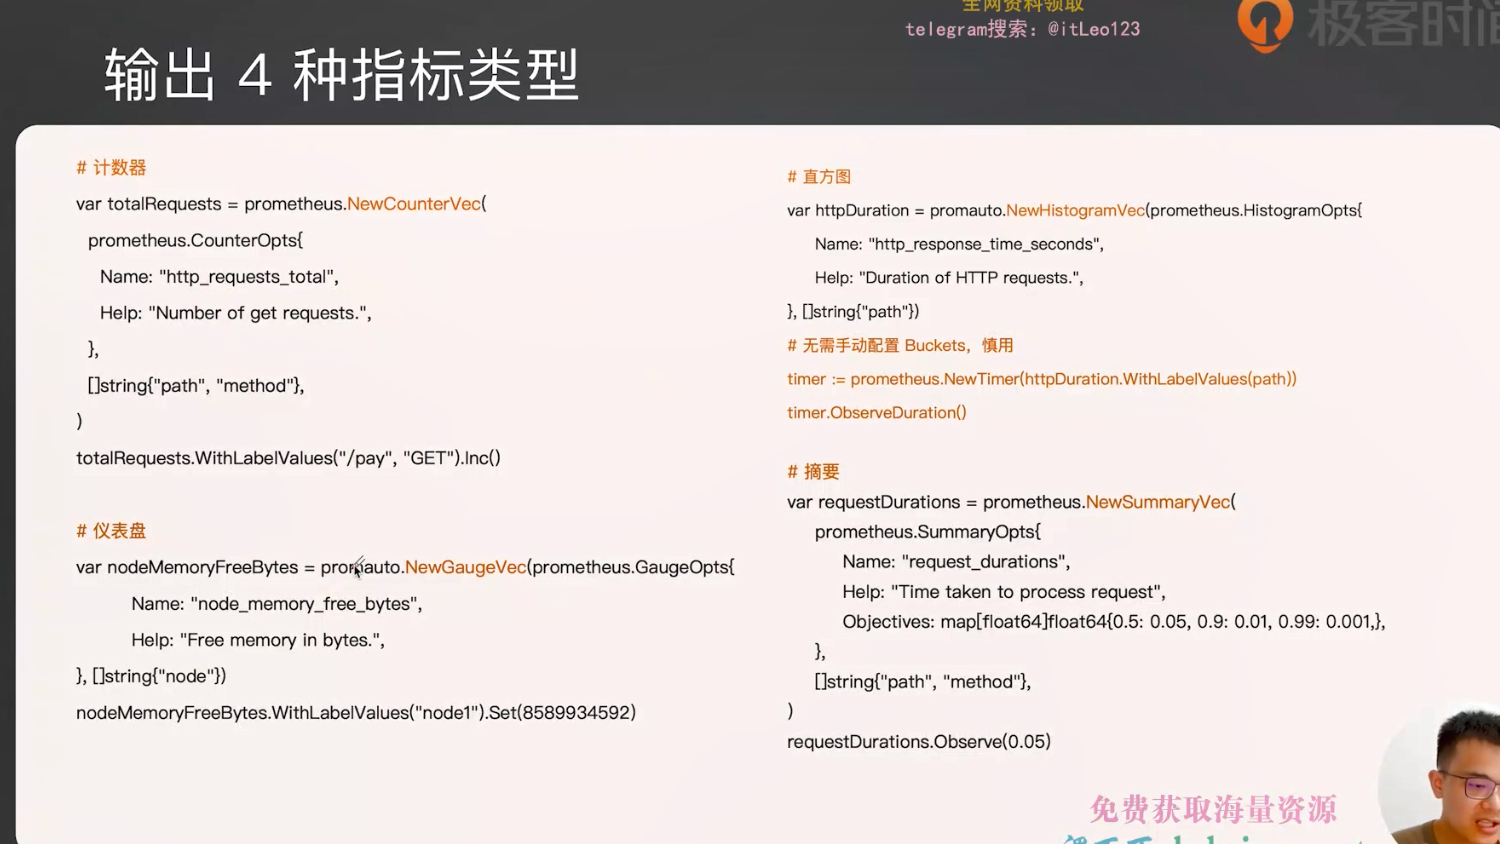 全网资料领取
telegram搜索：@itLeo123
极客时间
输出 4 种指标类型
# 计数器
var totalRequests = prometheus.NewCounterVec(
prometheus.CounterOpts{
Name: "http_requests_total",
Help: "Number of get requests.",
},
[]string{"path", "method"},
)
totalRequests.WithLabelValues("/pay", "GET").Inc()
# 仪表盘
var nodeMemoryFreeBytes = promauto.NewGaugeVec(prometheus.GaugeOpts{
Name: "node_memory_free_bytes",
Help: "Free memory in bytes.",
}, []string{"node"})
nodeMemoryFreeBytes.WithLabelValues("node1").Set(8589934592)
# 直方图
var httpDuration = promauto.NewHistogramVec(prometheus.HistogramOpts{
Name: "http_response_time_seconds",
Help: "Duration of HTTP requests.",
}, []string{"path"})
# 无需手动配置 Buckets，慎用
timer := prometheus.NewTimer(httpDuration.WithLabelValues(path))
timer.ObserveDuration()
# 摘要
var requestDurations = prometheus.NewSummaryVec(
prometheus.SummaryOpts{
Name: "request_durations",
Help: "Time taken to process request",
Objectives: map[float64]float64{0.5: 0.05, 0.9: 0.01, 0.99: 0.001,},
},
[]string{"path", "method"},
)
requestDurations.Observe(0.05)
免费获取海量资源